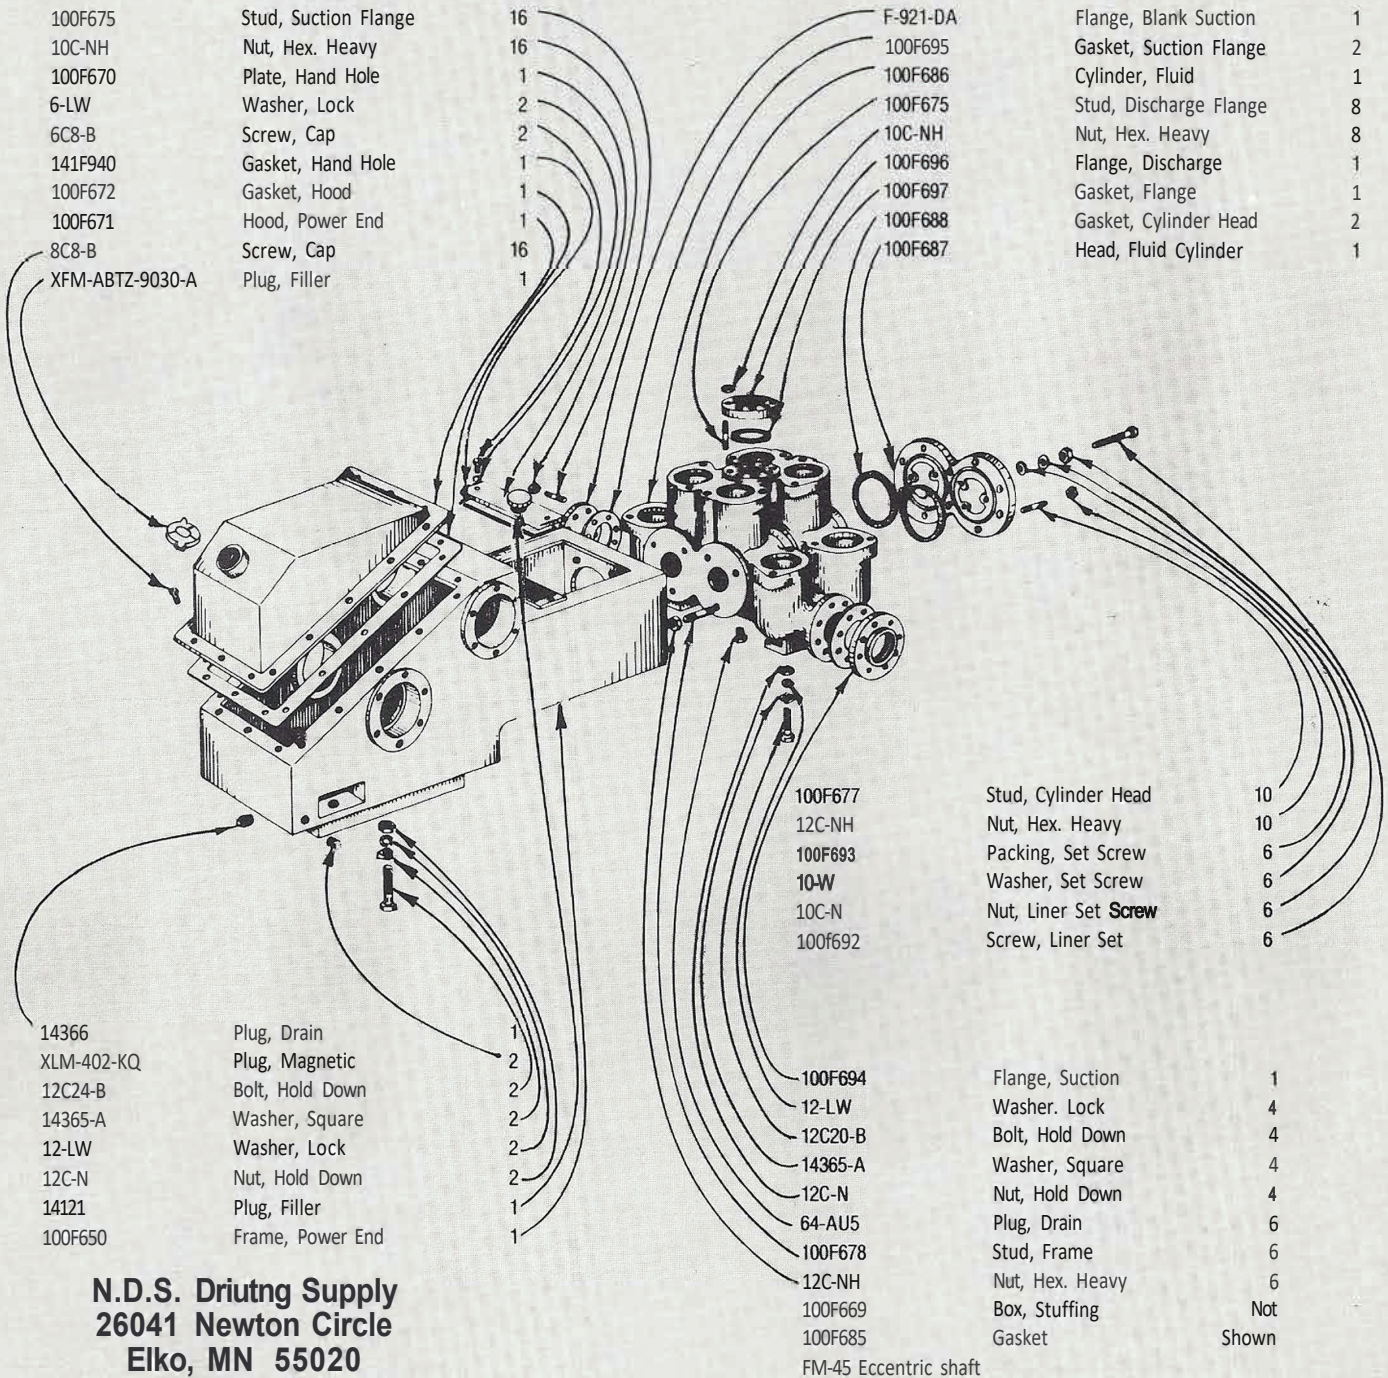 100F675 Stud, Suction Flange 16
10C-NH Nut, Hex. Heavy 16
100F670 Plate, Hand Hole 1
6-LW Washer, Lock 2
6C8-B Screw, Cap 2
141F940 Gasket, Hand Hole 1
100F672 Gasket, Hood 1
100F671 Hood, Power End 1
8C8-B Screw, Cap 16
XFM-ABTZ-9030-A Plug, Filler 1
F-921-DA Flange, Blank Suction 1
100F695 Gasket, Suction Flange 2
100F686 Cylinder, Fluid 1
100F675 Stud, Discharge Flange 8
10C-NH Nut, Hex. Heavy 8
100F696 Flange, Discharge 1
100F697 Gasket, Flange 1
100F688 Gasket, Cylinder Head 2
100F687 Head, Fluid Cylinder 1
100F677 Stud, Cylinder Head 10
12C-NH Nut, Hex. Heavy 10
100F693 Packing, Set Screw 6
10-W Washer, Set Screw 6
10C-N Nut, Liner Set Screw 6
100f692 Screw, Liner Set 6
14366 Plug, Drain 1
XLM-402-KQ Plug, Magnetic 2
12C24-B Bolt, Hold Down 2
14365-A Washer, Square 2
12-LW Washer, Lock 2
12C-N Nut, Hold Down 2
14121 Plug, Filler 1
100F650 Frame, Power End 1
100F694 Flange, Suction 1
12-LW Washer. Lock 4
12C20-B Bolt, Hold Down 4
14365-A Washer, Square 4
12C-N Nut, Hold Down 4
64-AU5 Plug, Drain 6
100F678 Stud, Frame 6
12C-NH Nut, Hex. Heavy 6
100F669 Box, Stuffing Not
100F685 Gasket Shown
FM-45 Eccentric shaft
N.D.S. Driutng Supply
26041 Newton Circle
Elko, MN 55020